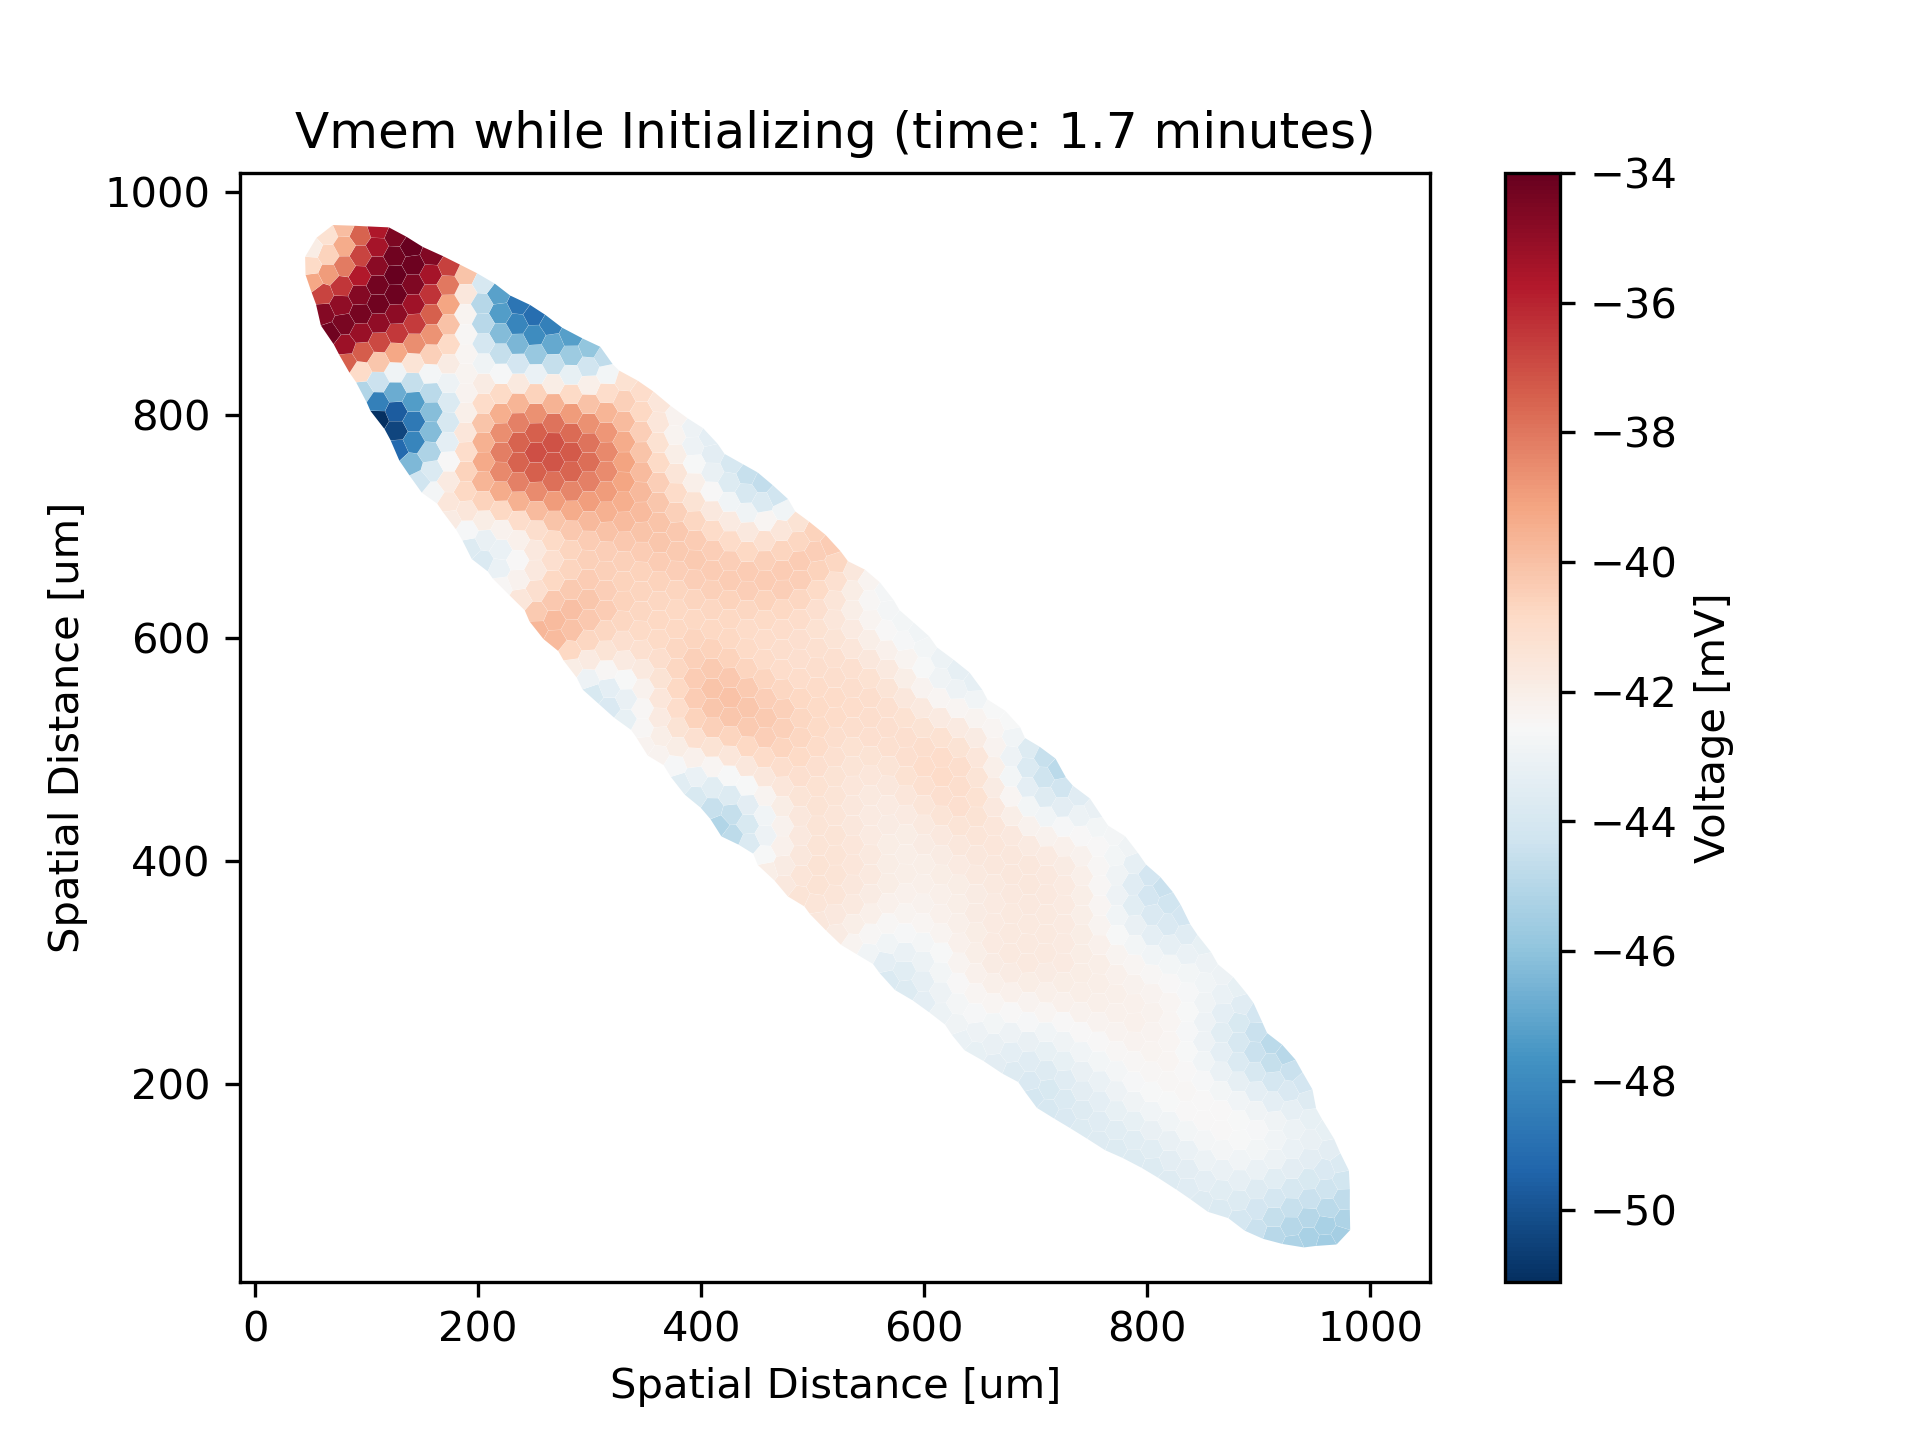 Vmem while Initializing (time: 1.7 minutes)
1000
800
600
400
200
Spatial Distance [um]
0 200 400 600 800 1000
Spatial Distance [um]
−34
−36
−38
−40
−42
−44
−46
−48
−50
Voltage [mV]